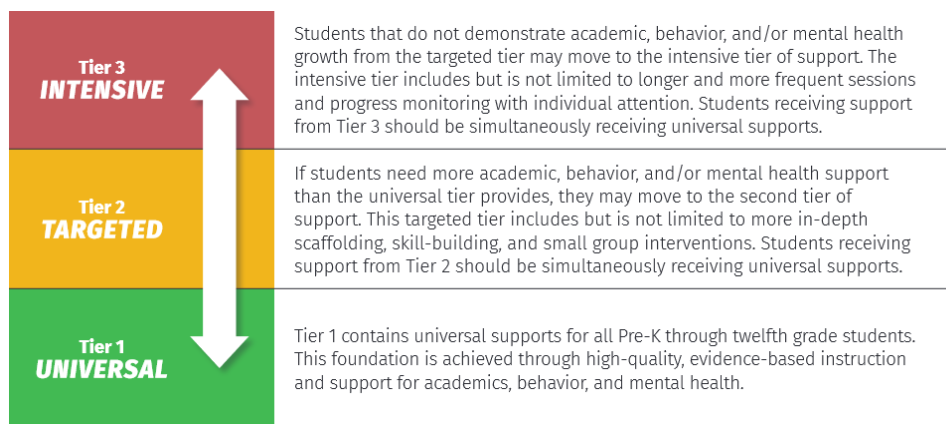 Tier 3
INTENSIVE
Students that do not demonstrate academic, behavior, and/or mental health
growth from the targeted tier may move to the intensive tier of support. The
intensive tier includes but is not limited to longer and more frequent sessions
and progress monitoring with individual attention. Students receiving support
from Tier 3 should be simultaneously receiving universal supports.
Tier 2
TARGETED
If students need more academic, behavior, and/or mental health support
than the universal tier provides, they may move to the second tier of
support. This targeted tier includes but is not limited to more in-depth
scaffolding, skill-building, and small group interventions. Students receiving
support from Tier 2 should be simultaneously receiving universal supports.
Tier 1
UNIVERSAL
Tier 1 contains universal supports for all Pre-K through twelfth grade students.
This foundation is achieved through high-quality, evidence-based instruction
and support for academics, behavior, and mental health.